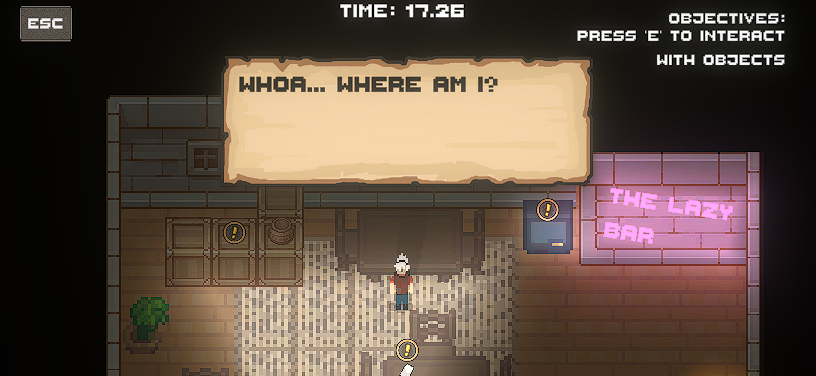 ESC
TIME: 17.26
OBJECTIVES:
PRESS 'E' TO INTERACT
WITH OBJECTS
WHOA... WHERE AM I?
!
!
THE LAZY
BAR
!